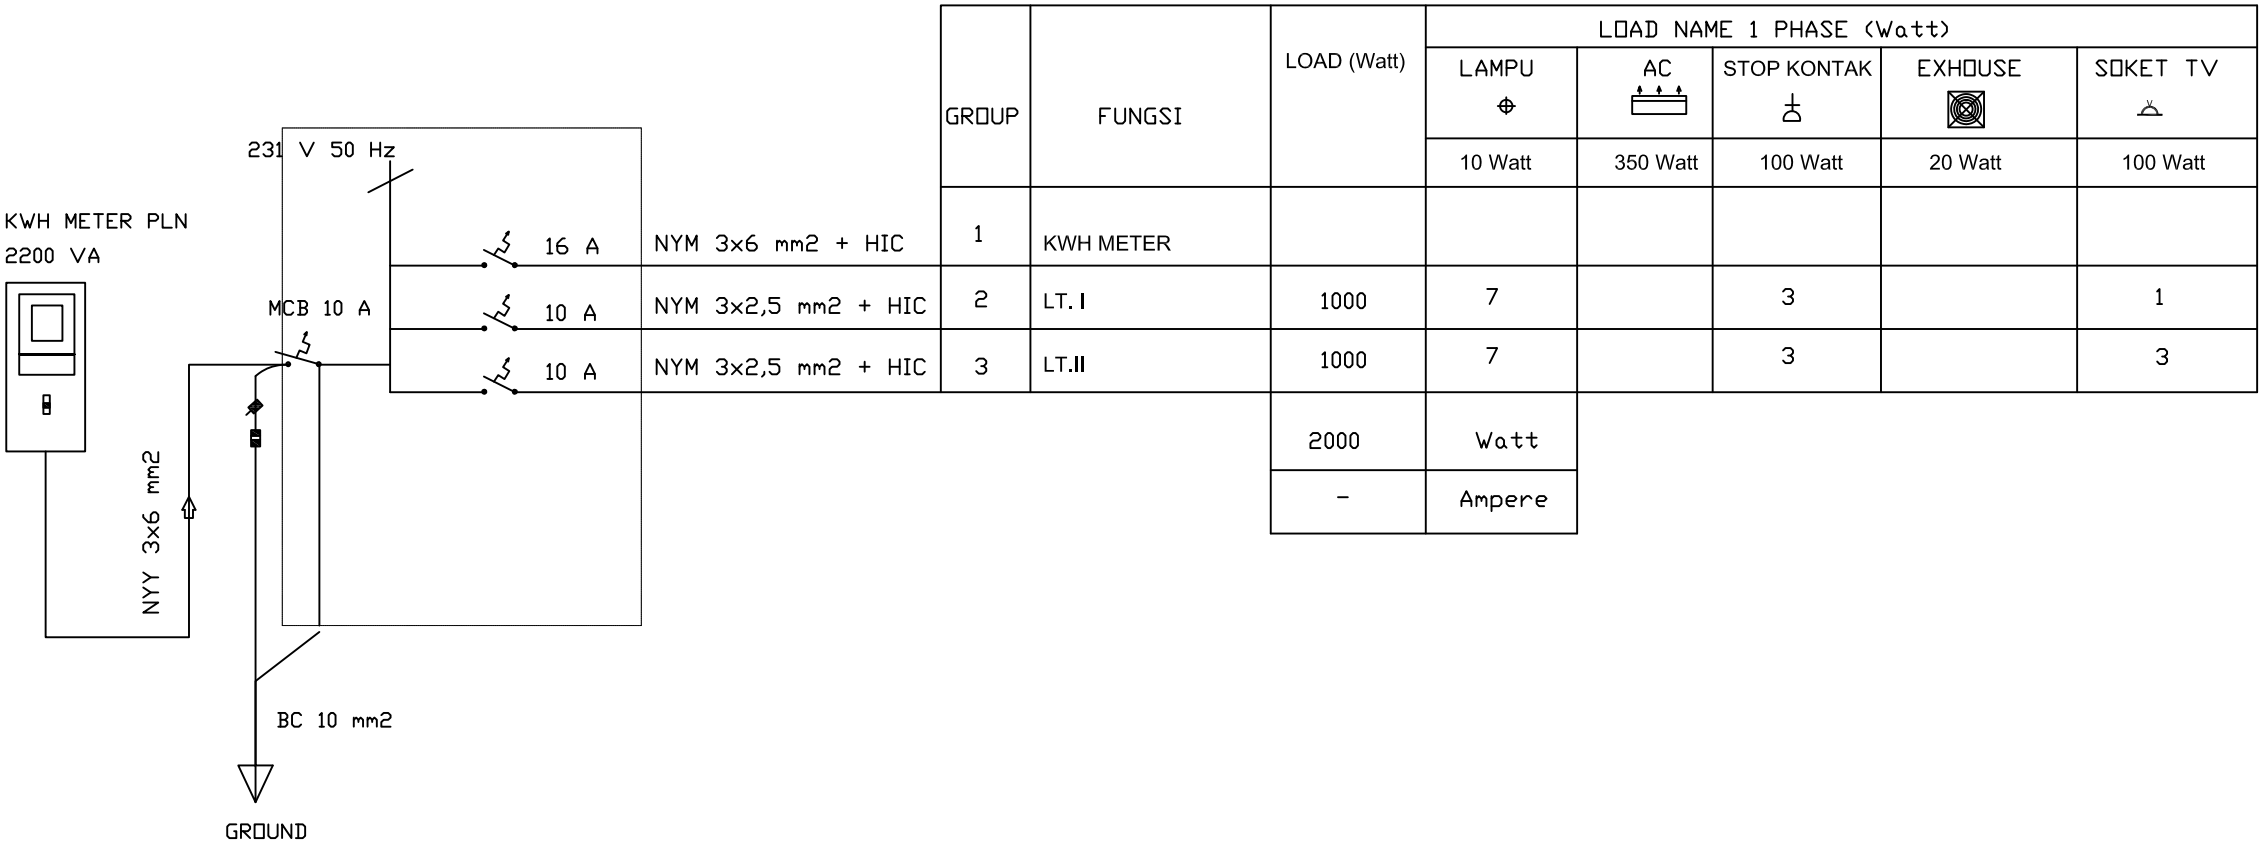 LOAD NAME 1 PHASE (Watt)
GROUP
FUNGSI
LOAD (Watt)
LAMPU
AC
STOP KONTAK
EXHOUSE
SOKET TV
V
10 Watt
350 Watt
100 Watt
20 Watt
100 Watt
231 V 50 Hz
KWH METER PLN
2200 VA
MCB 10 A
16 A
NYM 3x6 mm2 + HIC
1
KWH METER
10 A
NYM 3x2,5 mm2 + HIC
2
LT. I
1000
7
3
1
10 A
NYM 3x2,5 mm2 + HIC
3
LT.II
1000
7
3
3
2000
Watt
-
Ampere
NYY 3x6 mm2
BC 10 mm2
GROUND